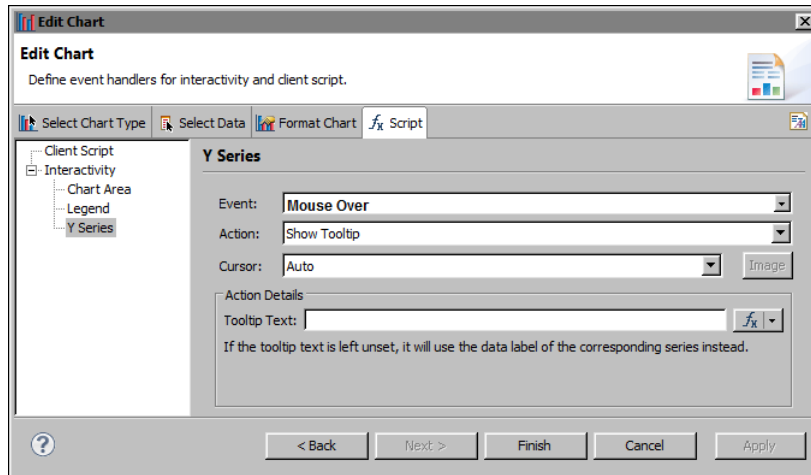 Edit Chart
Edit Chart
Define event handlers for interactivity and client script.
Select Chart Type Select Data Format Chart fx Script
Client Script
Interactivity
Chart Area
Legend
Y Series
Y Series
Event: Mouse Over
Action: Show Tooltip
Cursor: Auto Image
Action Details
Tooltip Text: fx
If the tooltip text is left unset, it will use the data label of the corresponding series instead.
? < Back Next > Finish Cancel Apply